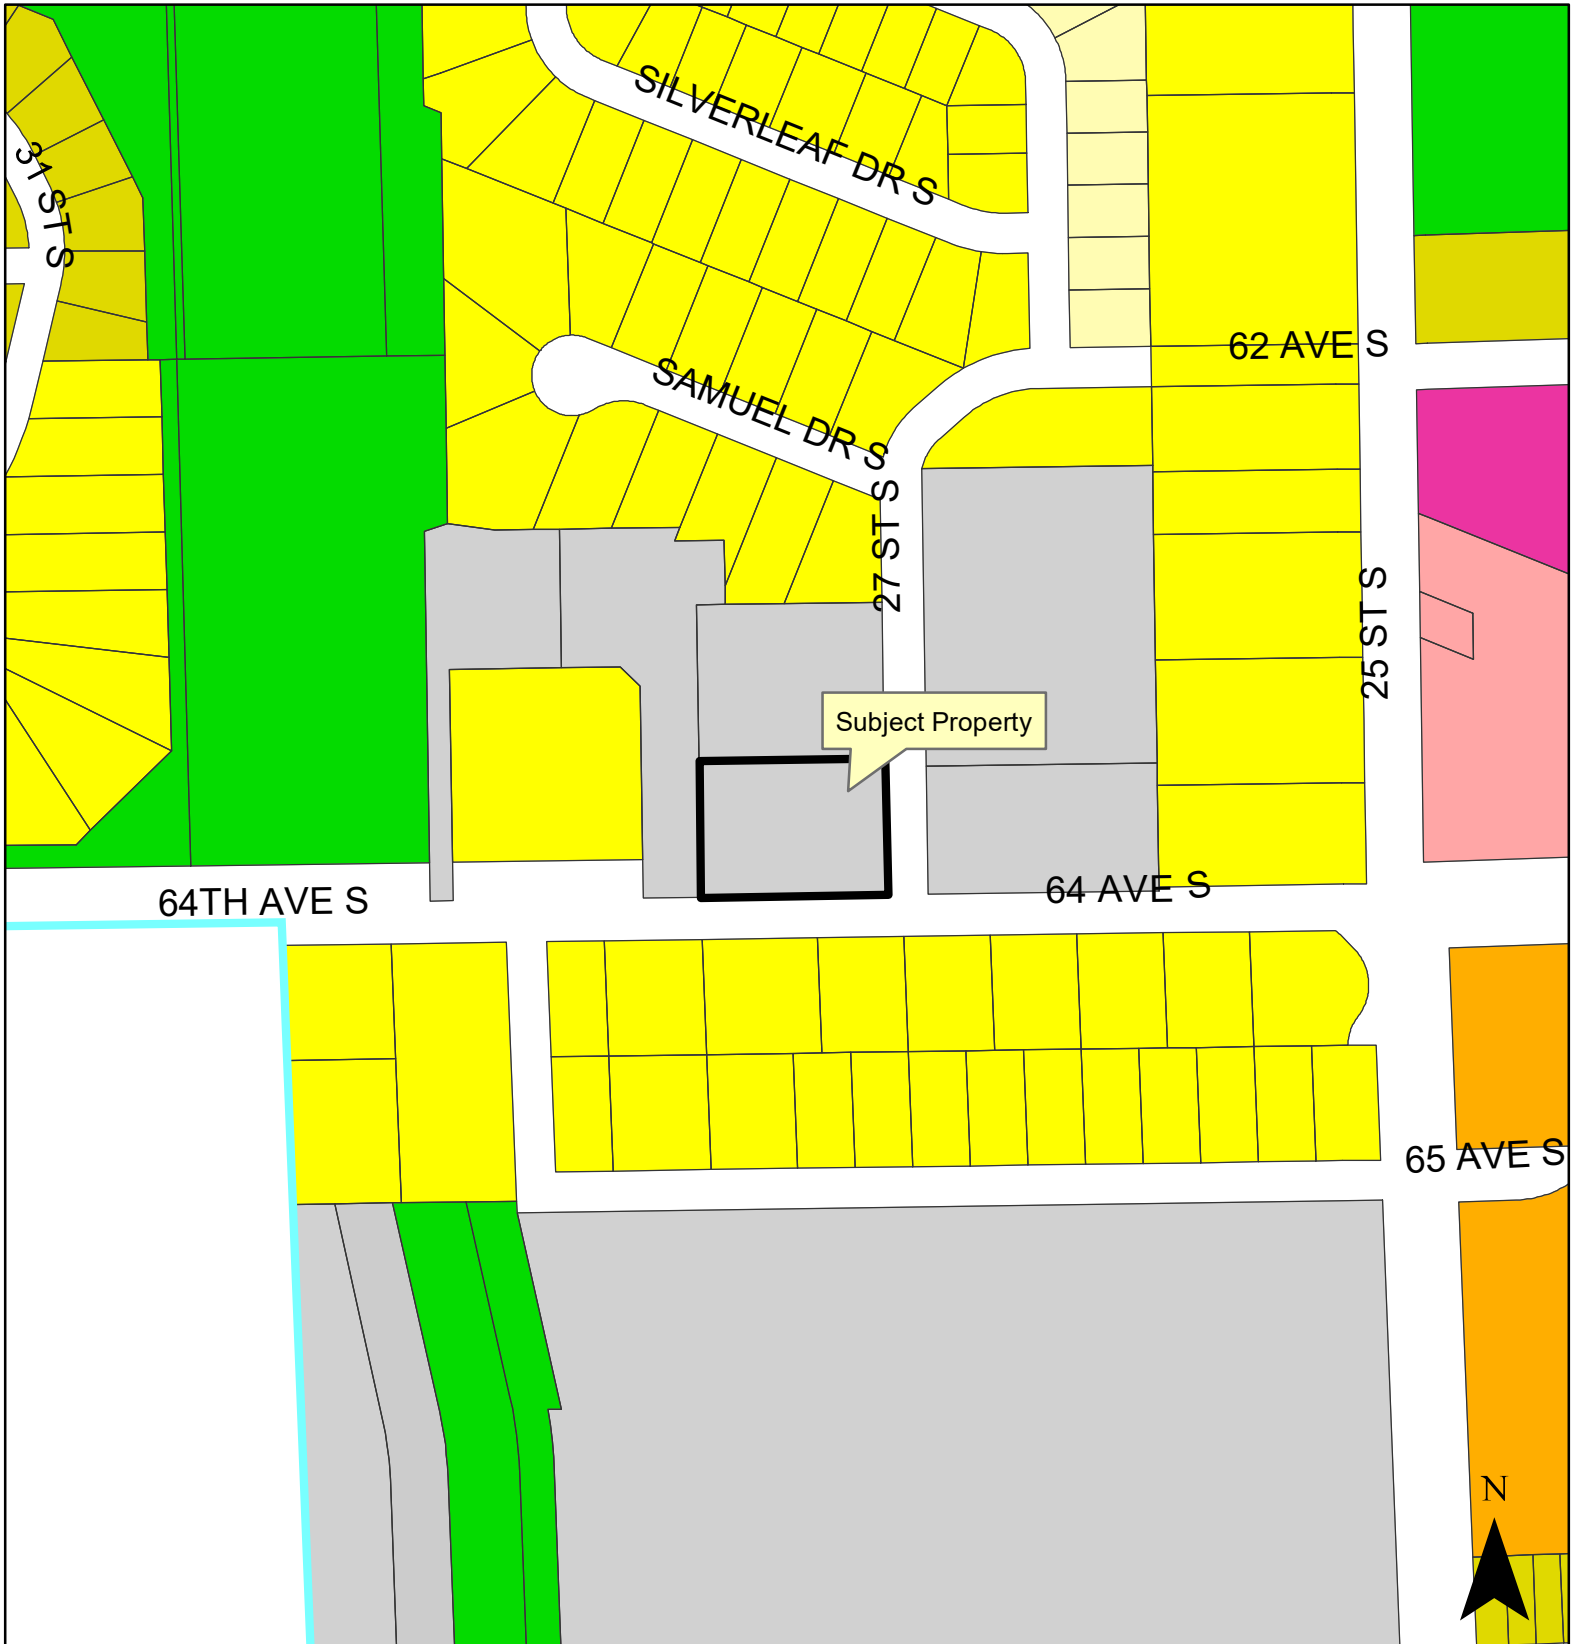 SILVERLEAF DR S
31 ST S
62 AVE S
SAMUEL DR S
27 ST S
25 ST S
Subject Property
64TH AVE S
64 AVE S
65 AVE S
N